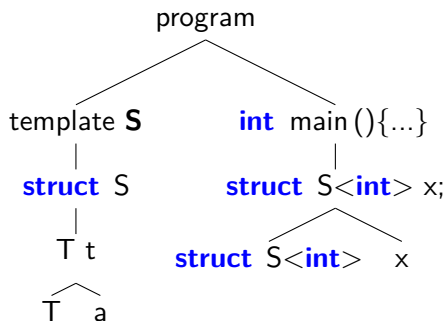 program
template S int main(){...}
struct S struct S<int> x;
T t struct S<int> x
T a